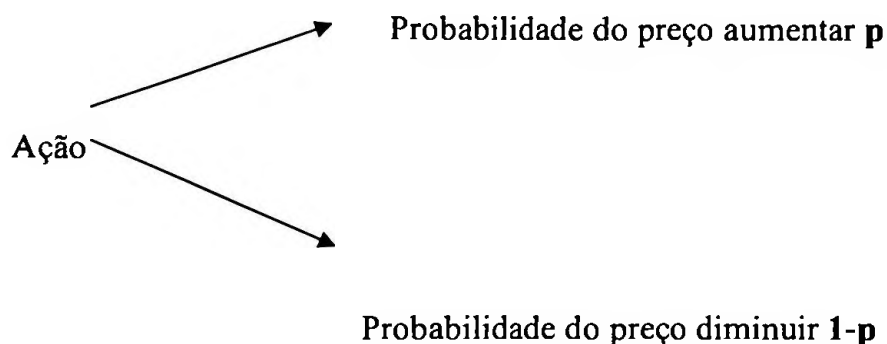 Probabilidade do preço aumentar p
Ação
Probabilidade do preço diminuir 1-p